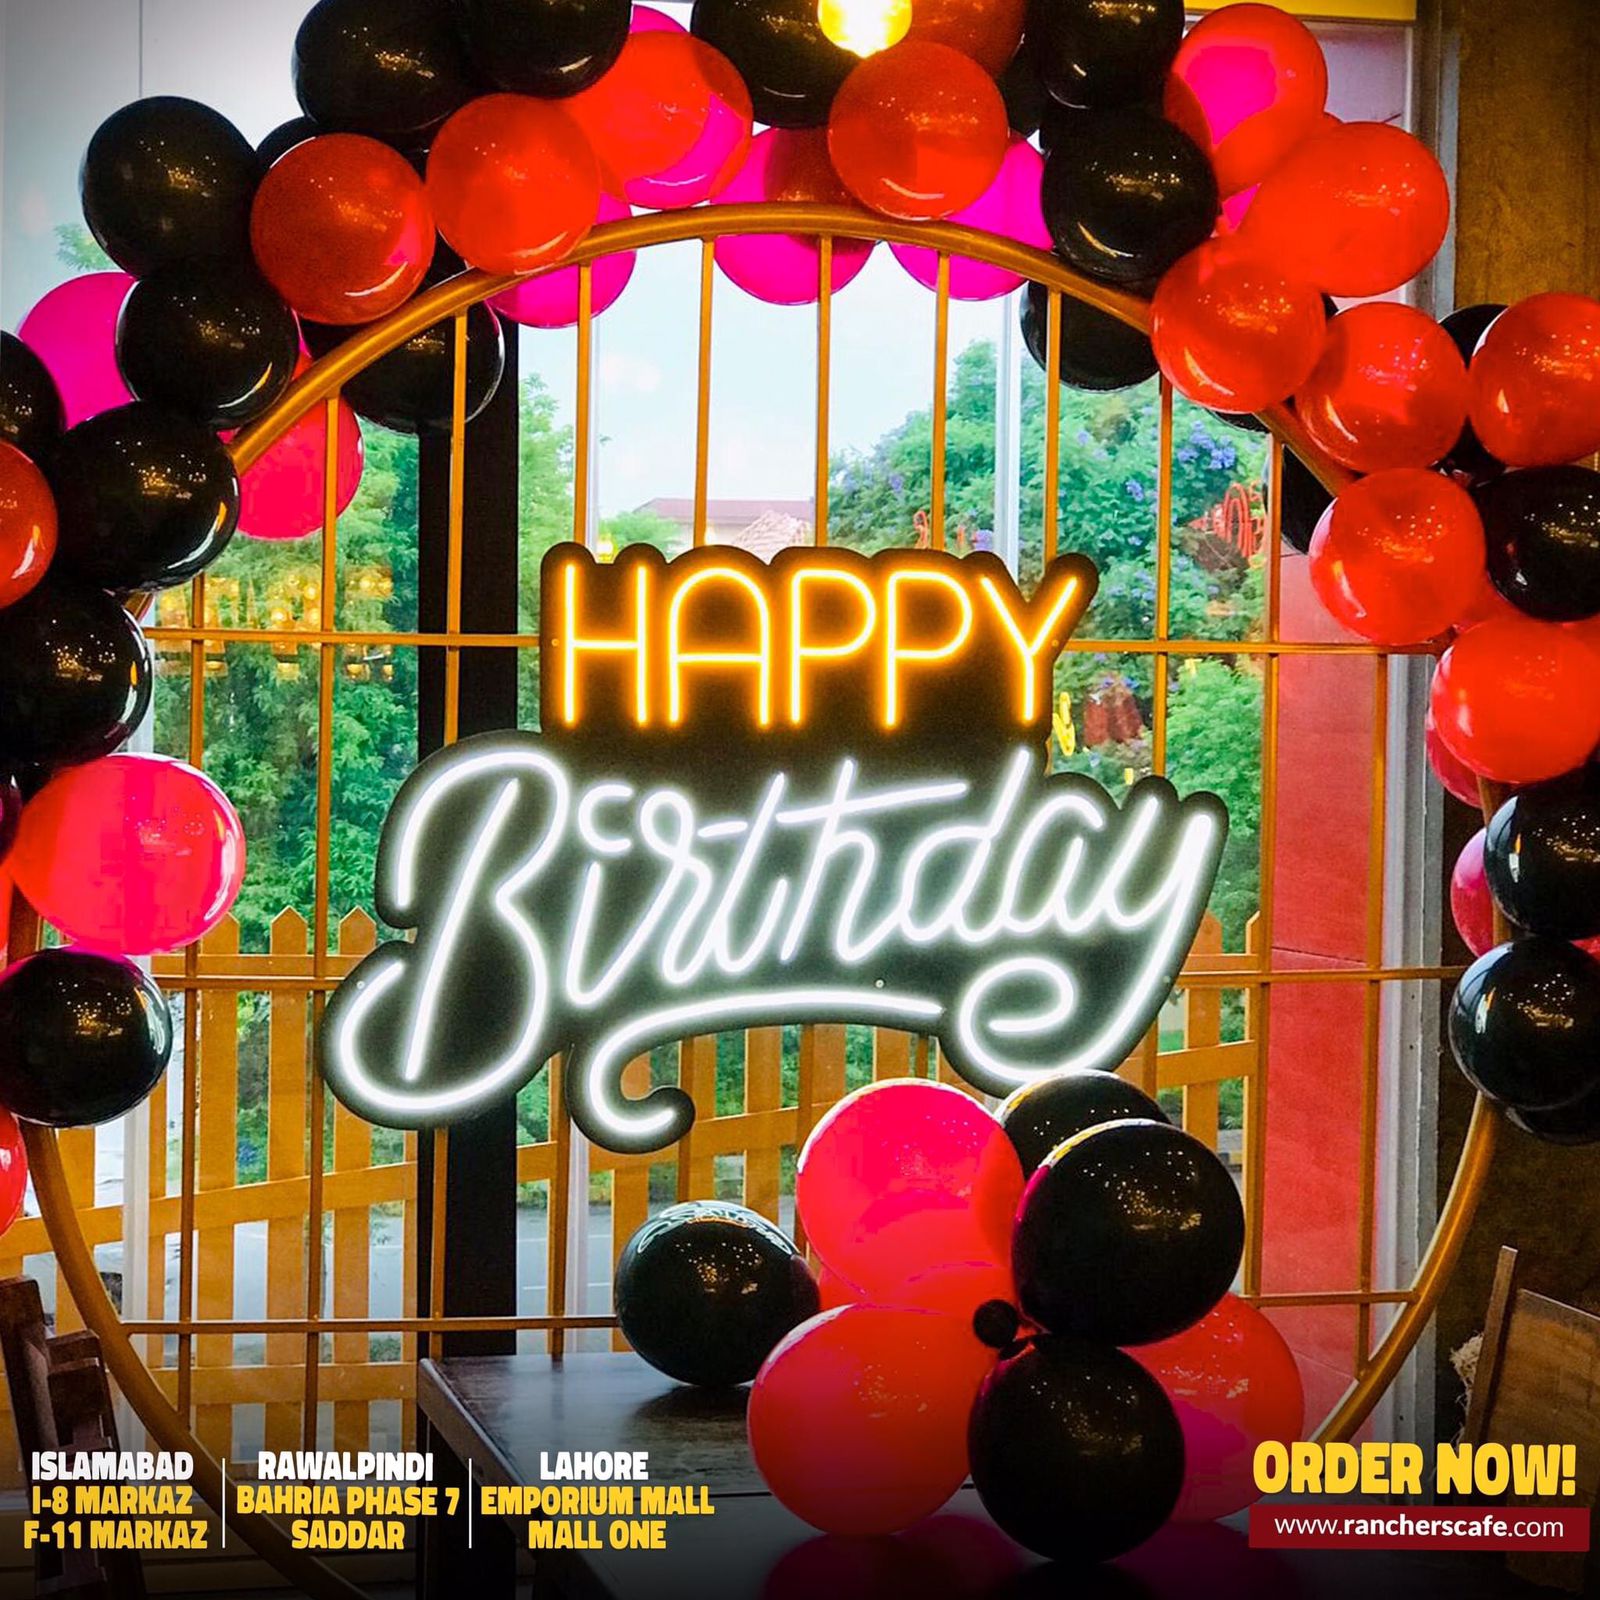 HAPPY
Birthday
ISLAMABAD
I-8 MARKAZ
F-11 MARKAZ
RAWALPINDI
BAHRIA PHASE 7
SADDAR
LAHORE
EMPORIUM MALL
MALL ONE
ORDER NOW!
www.rancherscafe.com